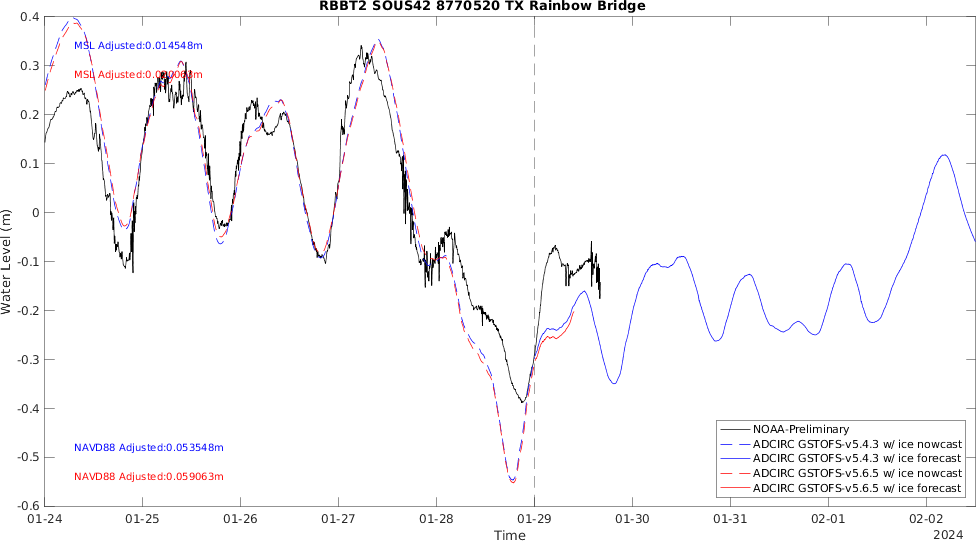 RBBT2 SOUS42 8770520 TX Rainbow Bridge
0.4
MSL Adjusted:0.014548m
0.3
MSL Adjusted:
0.2
0.1
0
Water Level (m)
-0.1
-0.2
-0.3
-0.4
NOAA-Preliminary
NAVD88 Adjusted:0.053548m
ADCIRC GSTOFS-v5.4.3 w/ ice nowcast
-0.5
ADCIRC GSTOFS-v5.4.3 w/ ice forecast
NAVD88 Adjusted:0.059063m
ADCIRC GSTOFS-v5.6.5 w/ ice nowcast
ADCIRC GSTOFS-v5.6.5 w/ ice forecast
-0.6
01-24 01-25 01-26 01-27 01-28 01-29 01-30 01-31 02-01 02-02
Time
2024